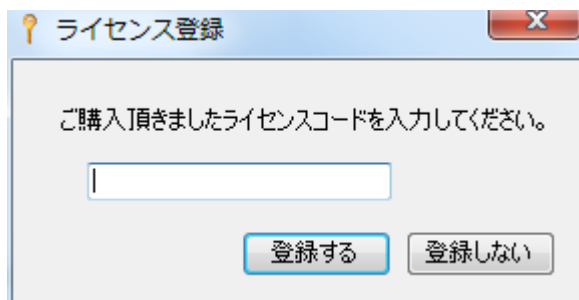 ライセンス登録
ご購入頂きましたライセンスコードを入力してください。
登録する 登録しない